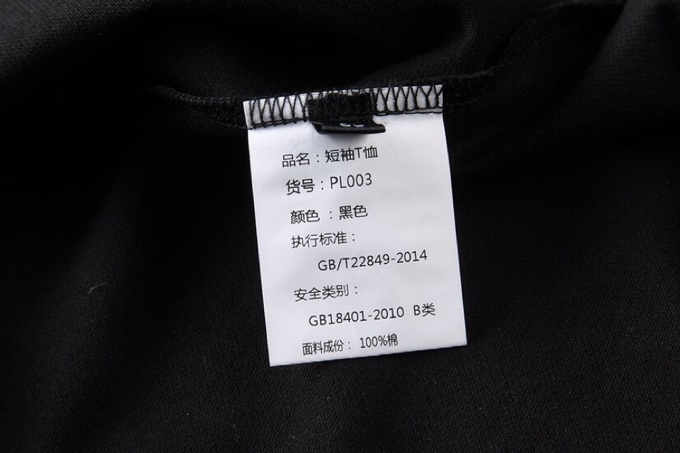 品名：短袖T恤
货号：PL003
颜色 ：黑色
执行标准：
GB/T22849-2014
安全类别：
GB18401-2010 B类
面料成份：100%棉